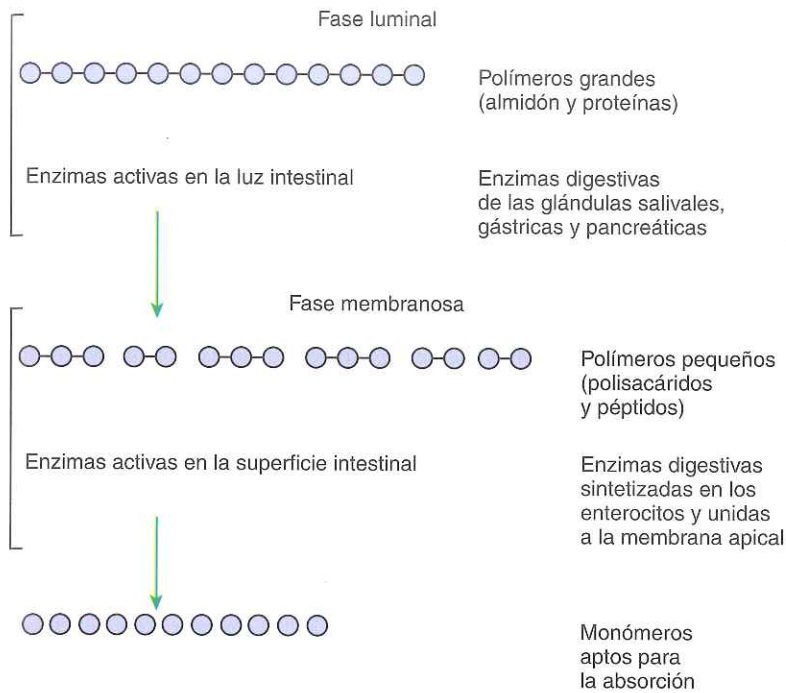 Fase luminal
Polímeros grandes
(almidón y proteínas)
Enzimas activas en la luz intestinal
Enzimas digestivas
de las glándulas salivales,
gástricas y pancreáticas
Fase membranosa
Polímeros pequeños
(polisacáridos
y péptidos)
Enzimas activas en la superficie intestinal
Enzimas digestivas
sintetizadas en los
enterocitos y unidas
a la membrana apical
Monómeros
aptos para
la absorción